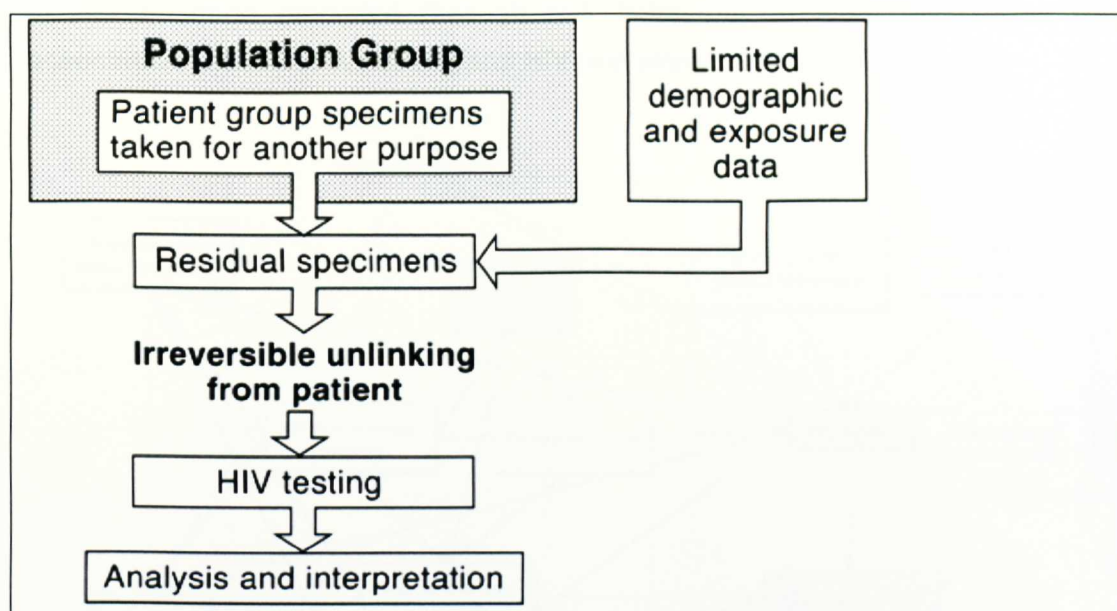 Population Group
Patient group specimens
taken for another purpose
Limited
demographic
and exposure
data
Residual specimens
Irreversible unlinking
from patient
HIV testing
Analysis and interpretation